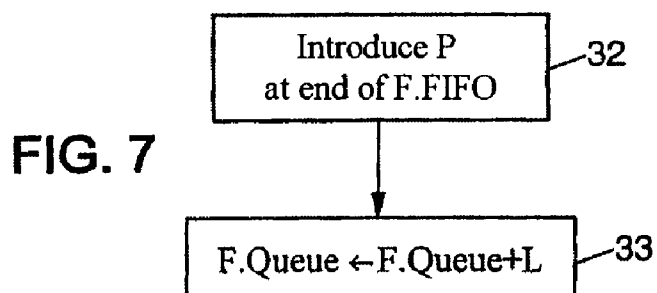 Introduce P
at end of F.FIFO
32
FIG. 7
F.Queue ←F.Queue+L
33